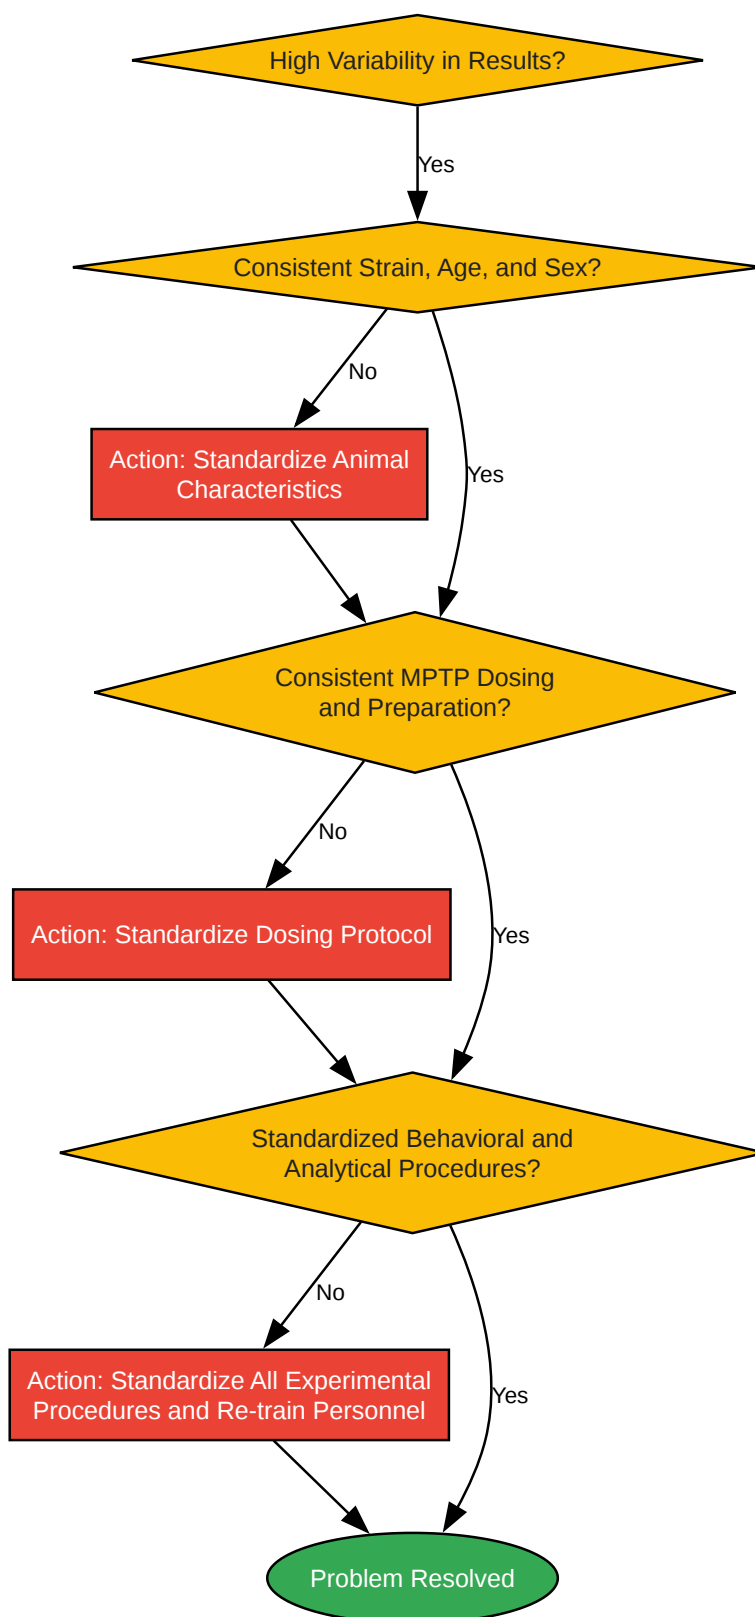 High Variability in Results?
Yes
Consistent Strain, Age, and Sex?
No
Action: Standardize Animal
Characteristics
Yes
Consistent MPTP Dosing
and Preparation?
No
Action: Standardize Dosing Protocol
Yes
Standardized Behavioral and
Analytical Procedures?
No
Action: Standardize All Experimental
Procedures and Re-train Personnel
Yes
Problem Resolved